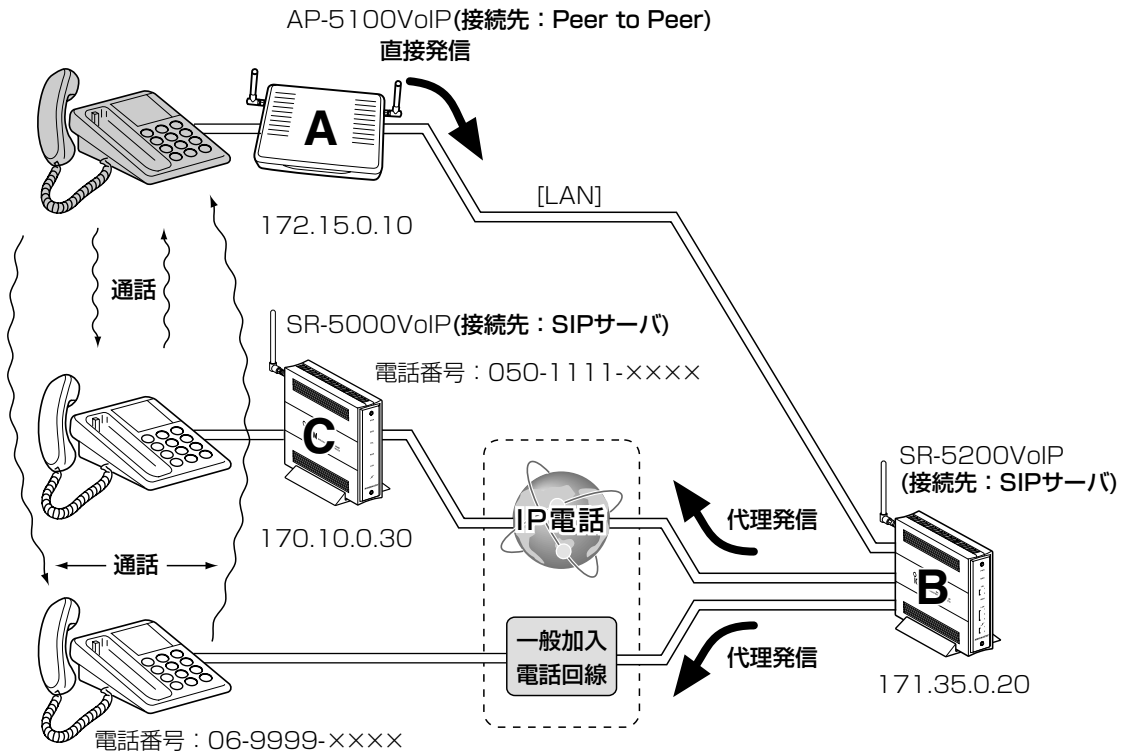 AP-5100VoIP(接続先：Peer to Peer)
直接発信
A
[LAN]
172.15.0.10
通話
SR-5000VoIP(接続先：SIPサーバ)
電話番号：050-1111-××××
C
SR-5200VoIP
(接続先：SIPサーバ)
IP電話
代理発信
170.10.0.30
通話
B
一般加入
電話回線
代理発信
171.35.0.20
電話番号：06-9999-××××